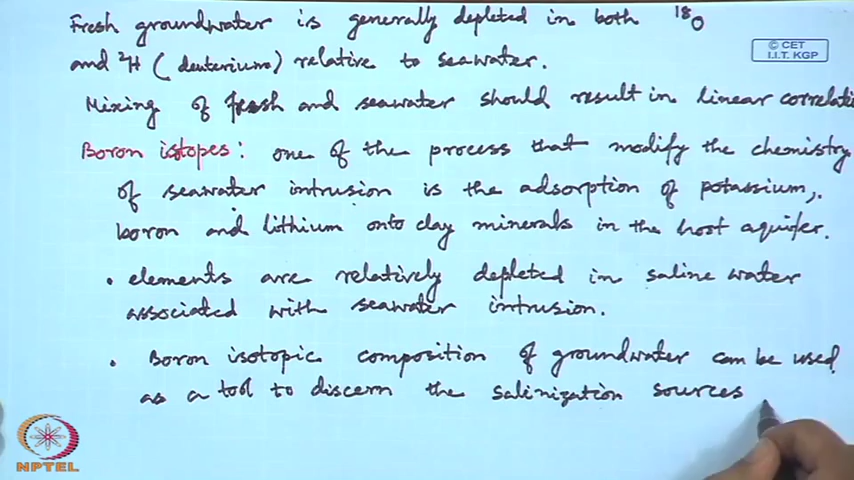 Fresh groundwater is generally depleted in both ¹⁸O
© CET
I.I.T. KGP
and ²H (deuterium) relative to seawater.
Mixing of fresh and seawater should result in linear correlati
Boron istopes: one of the process that modify the chemistry
of seawater intrusion is the adsorption of potassium,
boron and lithium onto clay minerals in the host aquifer.
• elements are relatively depleted in saline water
associated with seawater intrusion.
• Boron isotopic composition of groundwater can be used
as a tool to discern the salinization sources
NPTEL